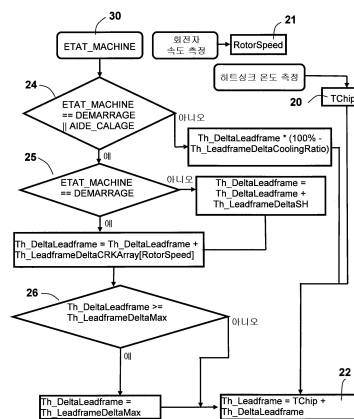 30
ETAT_MACHINE
회전자
속도 측정
21
RotorSpeed
히트싱크 온도 측정
20
TChip
24
ETAT_MACHINE
== DEMARRAGE
|| AIDE_CALAGE
아니오
예
Th_DeltaLeadframe * (100% -
Th_LeadframeDeltaCoolingRatio)
25
ETAT_MACHINE
== DEMARRAGE
아니오
예
Th_DeltaLeadframe =
Th_DeltaLeadframe +
Th_LeadframeDeltaSH
Th_DeltaLeadframe = Th_DeltaLeadframe +
Th_LeadframeDeltaCRKArray[RotorSpeed]
26
Th_DeltaLeadframe >=
Th_LeadframeDeltaMax
아니오
예
22
Th_DeltaLeadframe =
Th_LeadframeDeltaMax
Th_Leadframe = TChip +
Th_DeltaLeadframe